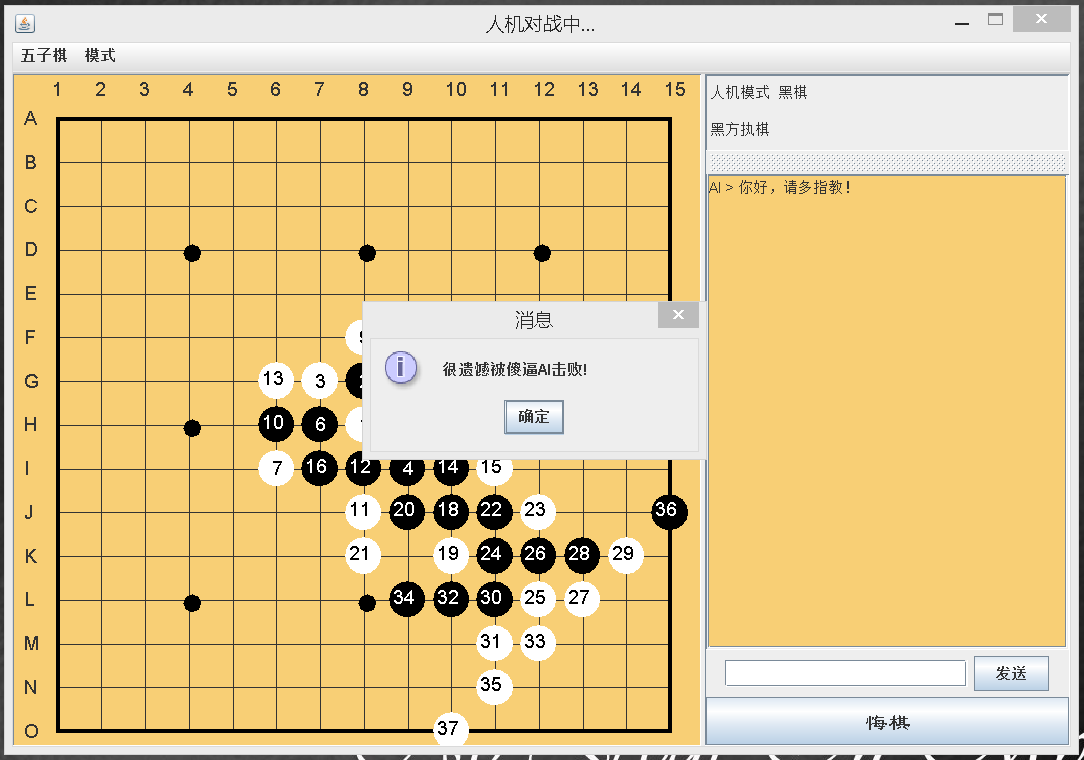 人机对战中...
五子棋 模式
1 2 3 4 5 6 7 8 9 10 11 12 13 14 15
A
B
C
D
E
F
G 13 3
H 10 6
I 7 16 12 4 14 15
J 11 20 18 22 23 36
K 21 19 24 26 28 29
L 34 32 30 25 27
M 31 33
N 35
O 37
消息
很遗憾被傻逼AI击败!
确定
人机模式 黑棋
黑方执棋
AI > 你好，请多指教!
发送
悔棋